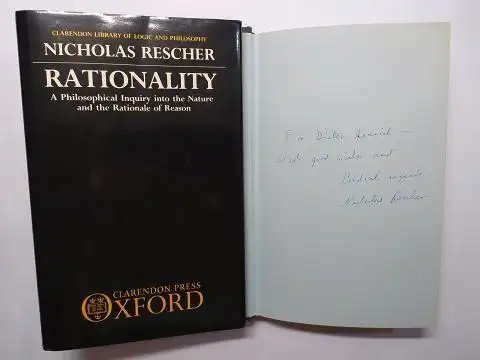 CLARENDON LIBRARY OF LOGIC AND PHILOSOPHY
NICHOLAS RESCHER
RATIONALITY
A Philosophical Inquiry into the Nature
and the Rationale of Reason
CLARENDON PRESS
OXFORD
For Dieter Henrich —
With good wishes and
Cordial regards
Nicholas Rescher